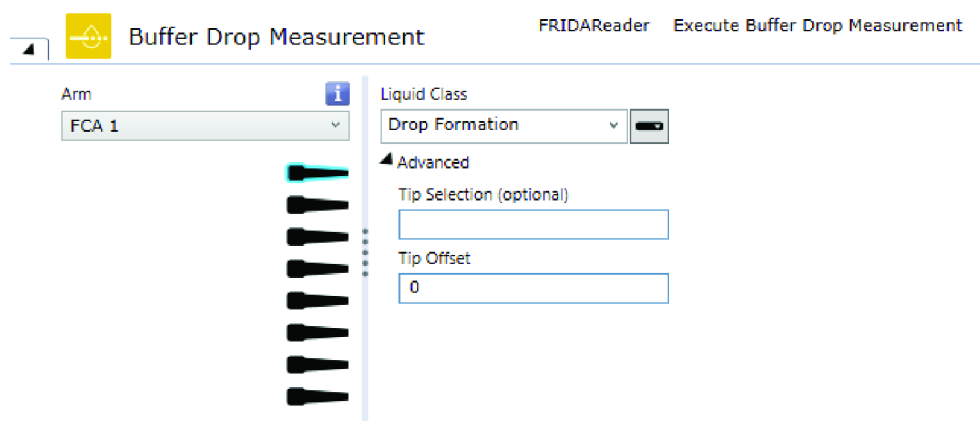 Buffer Drop Measurement
FRIDAReader Execute Buffer Drop Measurement
Arm
i
FCA 1
Liquid Class
Drop Formation
Advanced
Tip Selection (optional)
Tip Offset
0